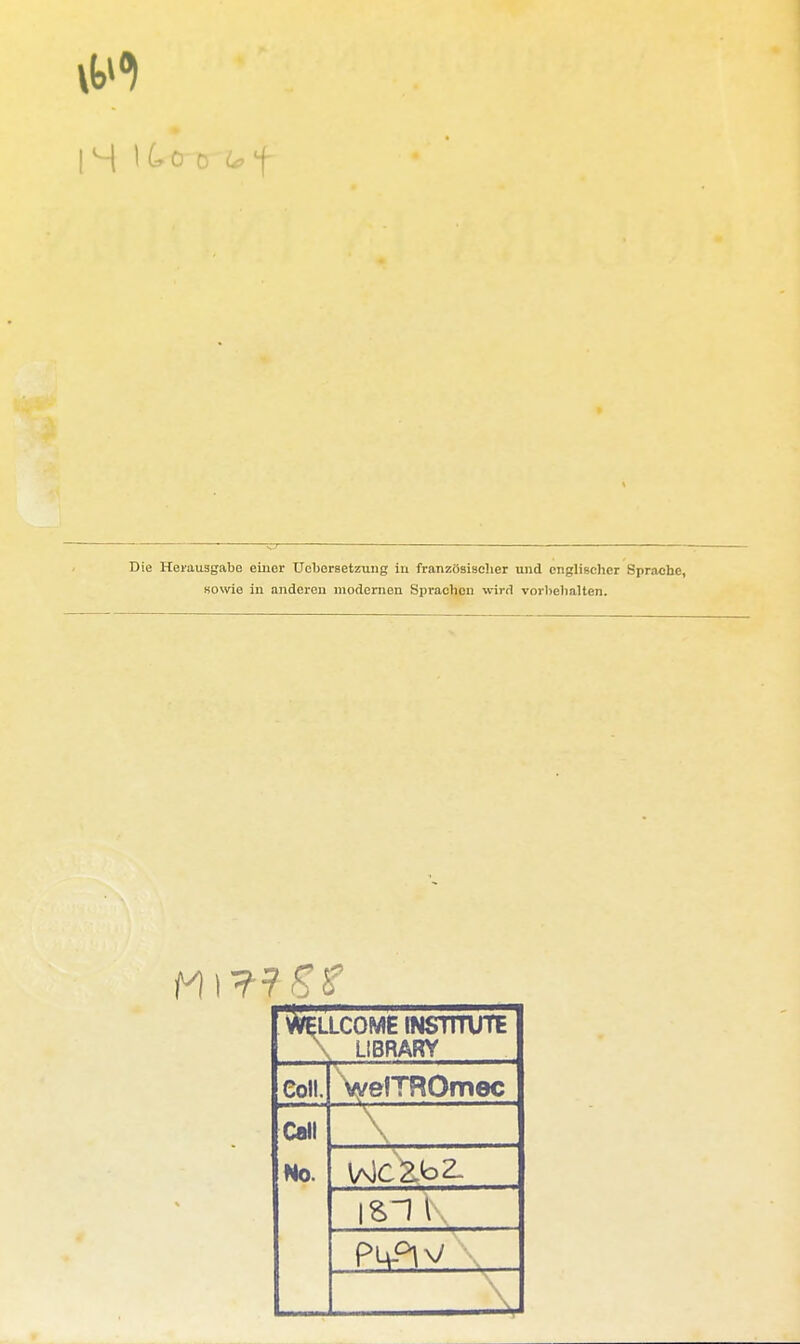 1619
14 16006f
Die Herausgabe einer Uebersetzung in französischer und englischer Sprache,
sowie in anderen modernen Sprachen wird vorbehalten.
M17788
WELLCOME INSTITUTE
LIBRARY
Coll. welTROmec
Call
No. WC262
1871
P49v